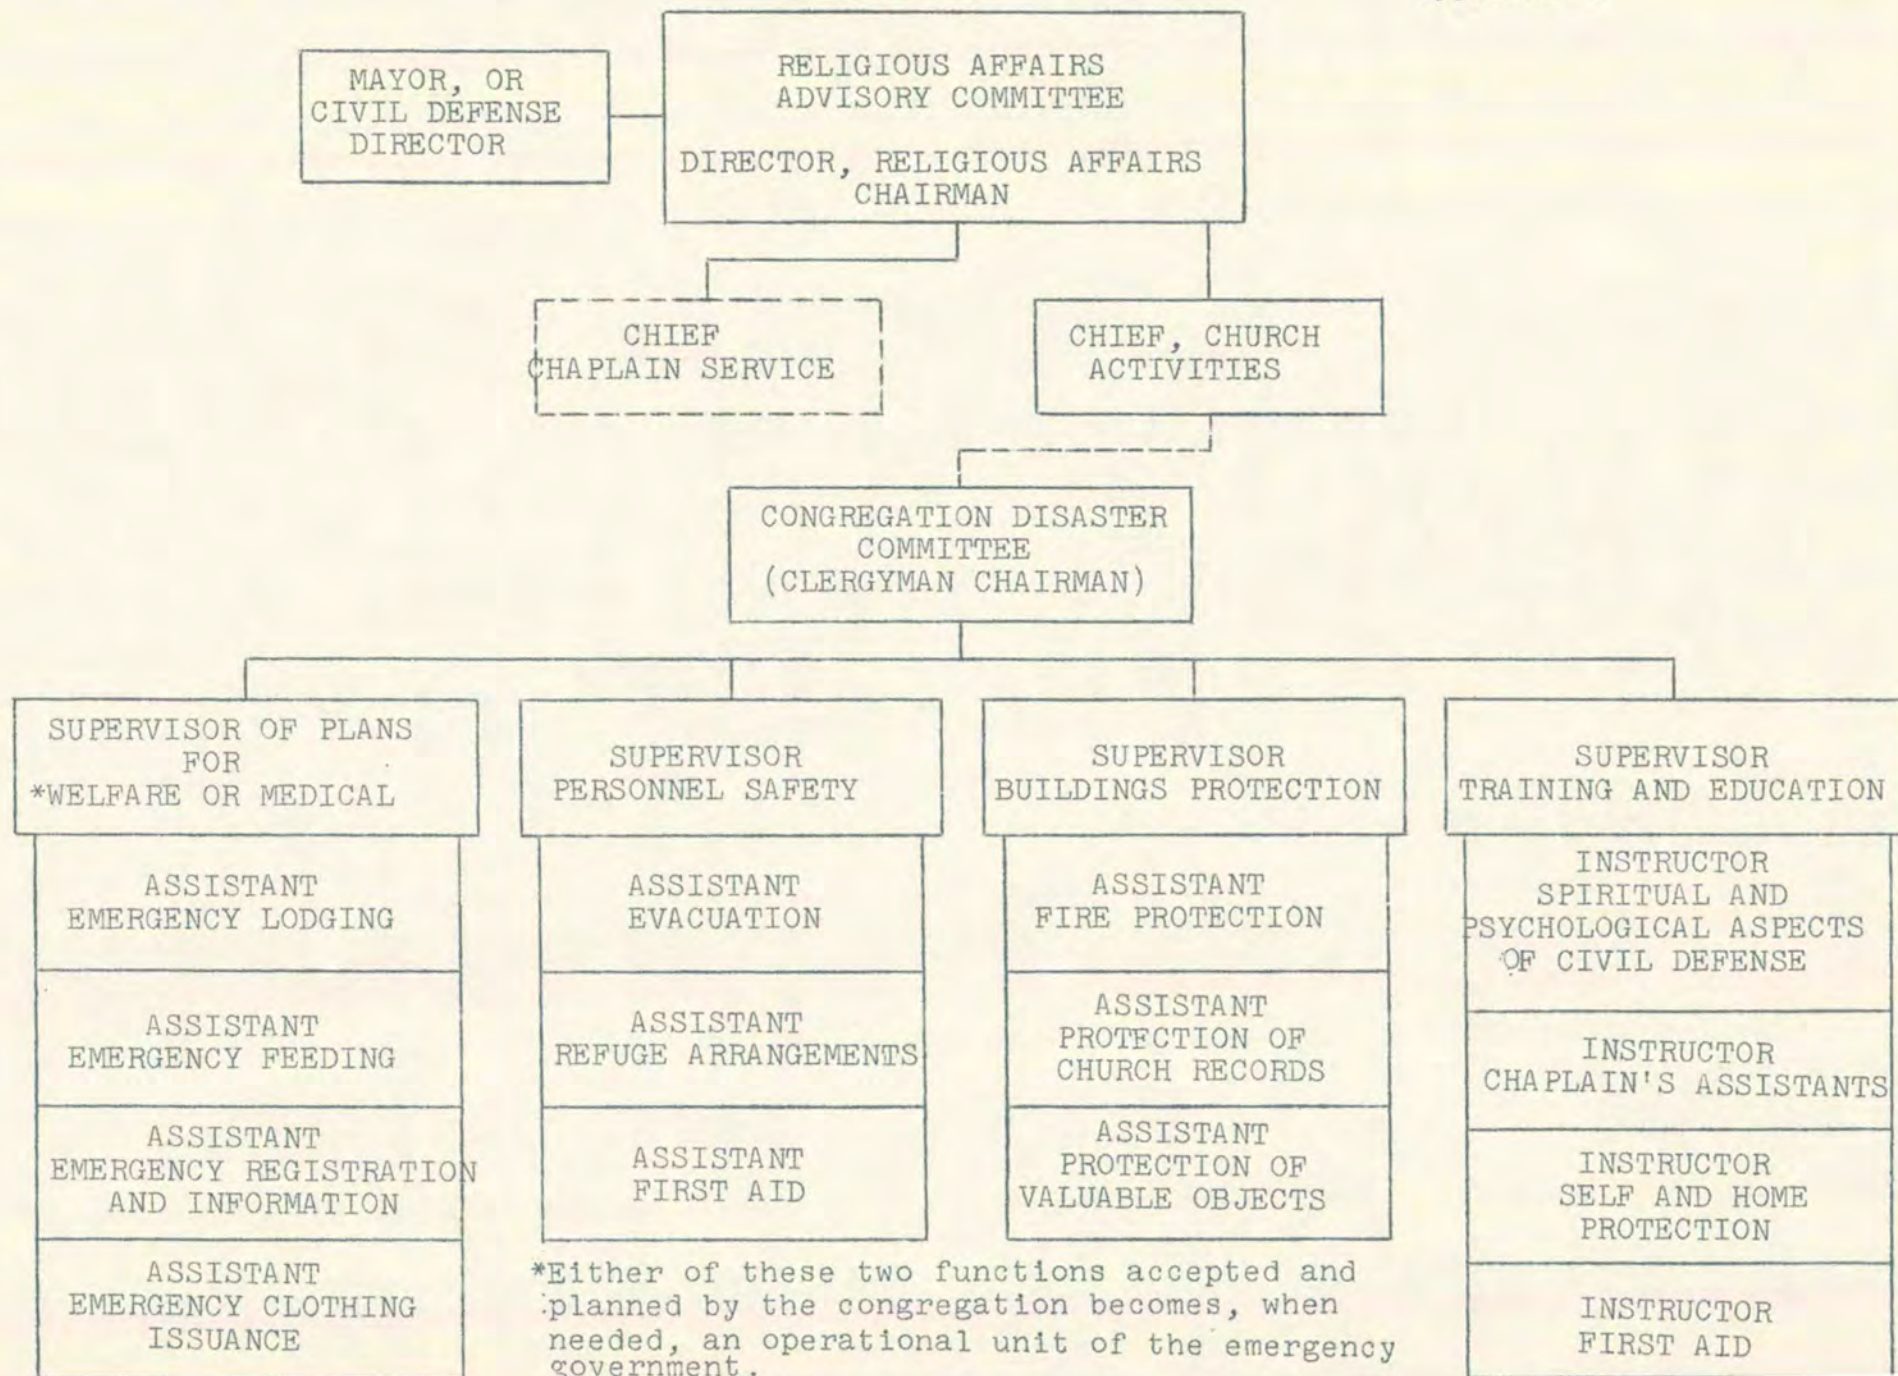 MAYOR, OR
CIVIL DEFENSE
DIRECTOR
RELIGIOUS AFFAIRS
ADVISORY COMMITTEE
DIRECTOR, RELIGIOUS AFFAIRS
CHAIRMAN
CHIEF
CHAPLAIN SERVICE
CHIEF, CHURCH
ACTIVITIES
CONGREGATION DISASTER
COMMITTEE
(CLERGYMAN CHAIRMAN)
SUPERVISOR OF PLANS
FOR
*WELFARE OR MEDICAL
ASSISTANT
EMERGENCY LODGING
ASSISTANT
EMERGENCY FEEDING
ASSISTANT
EMERGENCY REGISTRATION
AND INFORMATION
ASSISTANT
EMERGENCY CLOTHING
ISSUANCE
SUPERVISOR
PERSONNEL SAFETY
ASSISTANT
EVACUATION
ASSISTANT
REFUGE ARRANGEMENTS
ASSISTANT
FIRST AID
SUPERVISOR
BUILDINGS PROTECTION
ASSISTANT
FIRE PROTECTION
ASSISTANT
PROTECTION OF
CHURCH RECORDS
ASSISTANT
PROTECTION OF
VALUABLE OBJECTS
SUPERVISOR
TRAINING AND EDUCATION
INSTRUCTOR
SPIRITUAL AND
PSYCHOLOGICAL ASPECTS
OF CIVIL DEFENSE
INSTRUCTOR
CHAPLAIN'S ASSISTANTS
INSTRUCTOR
SELF AND HOME
PROTECTION
INSTRUCTOR
FIRST AID
*Either of these two functions accepted and
planned by the congregation becomes, when
needed, an operational unit of the emergency
government.